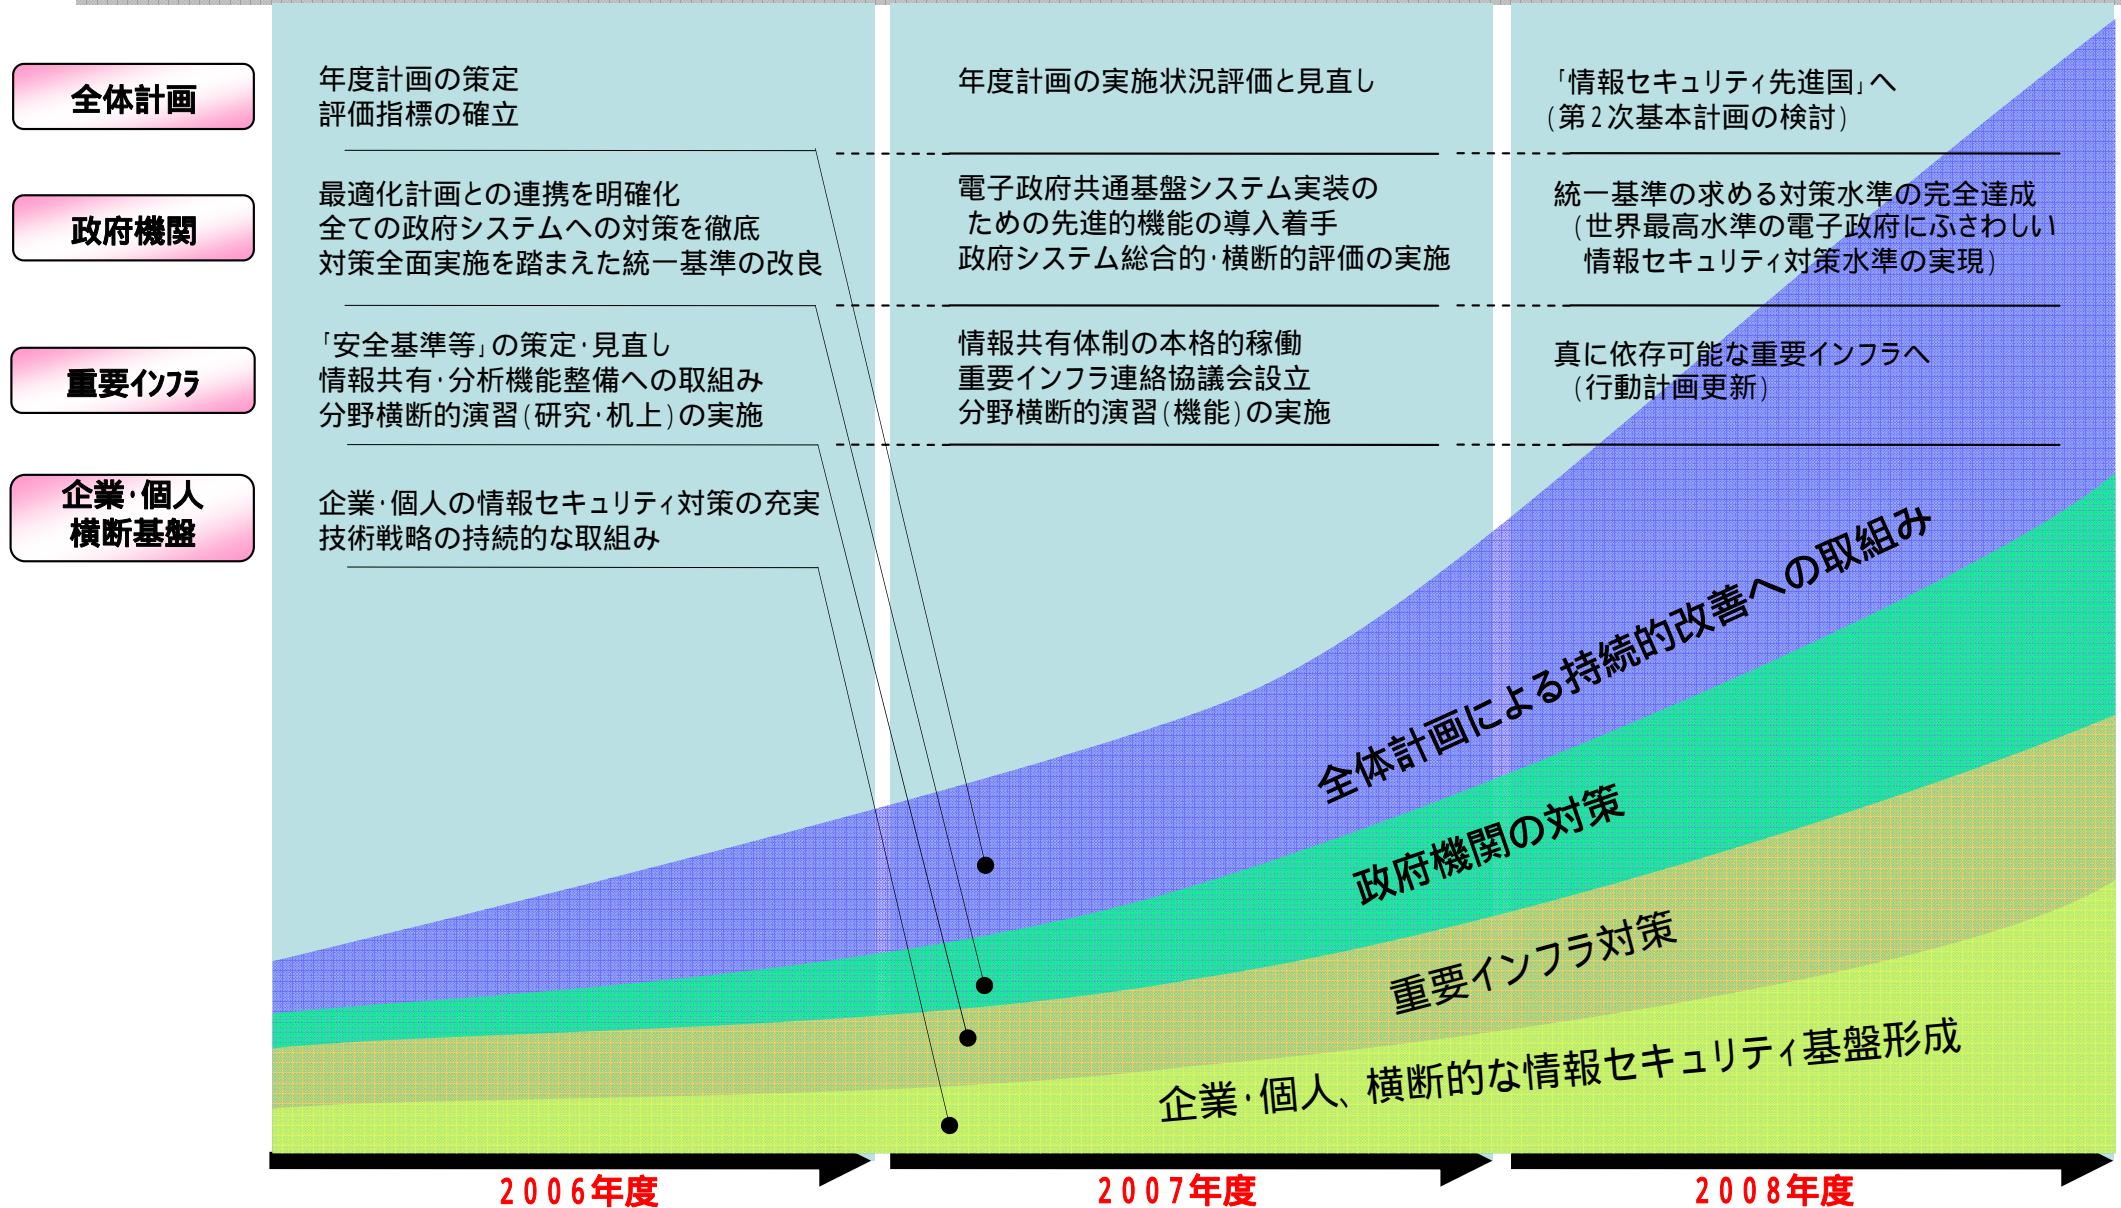 全体計画
年度計画の策定
評価指標の確立
年度計画の実施状況評価と見直し
「情報セキュリティ先進国」へ
(第2次基本計画の検討)
政府機関
最適化計画との連携を明確化
全ての政府システムへの対策を徹底
対策全面実施を踏まえた統一基準の改良
電子政府共通基盤システム実装の
ための先進的機能の導入着手
政府システム総合的・横断的評価の実施
統一基準の求める対策水準の完全達成
(世界最高水準の電子政府にふさわしい
情報セキュリティ対策水準の実現)
重要インフラ
「安全基準等」の策定・見直し
情報共有・分析機能整備への取組み
分野横断的演習(研究・机上)の実施
情報共有体制の本格的稼働
重要インフラ連絡協議会設立
分野横断的演習(機能)の実施
真に依存可能な重要インフラへ
(行動計画更新)
企業・個人
横断基盤
企業・個人の情報セキュリティ対策の充実
技術戦略の持続的な取組み
全体計画による持続的改善への取組み
政府機関の対策
重要インフラ対策
企業・個人、横断的な情報セキュリティ基盤形成
2006年度
2007年度
2008年度